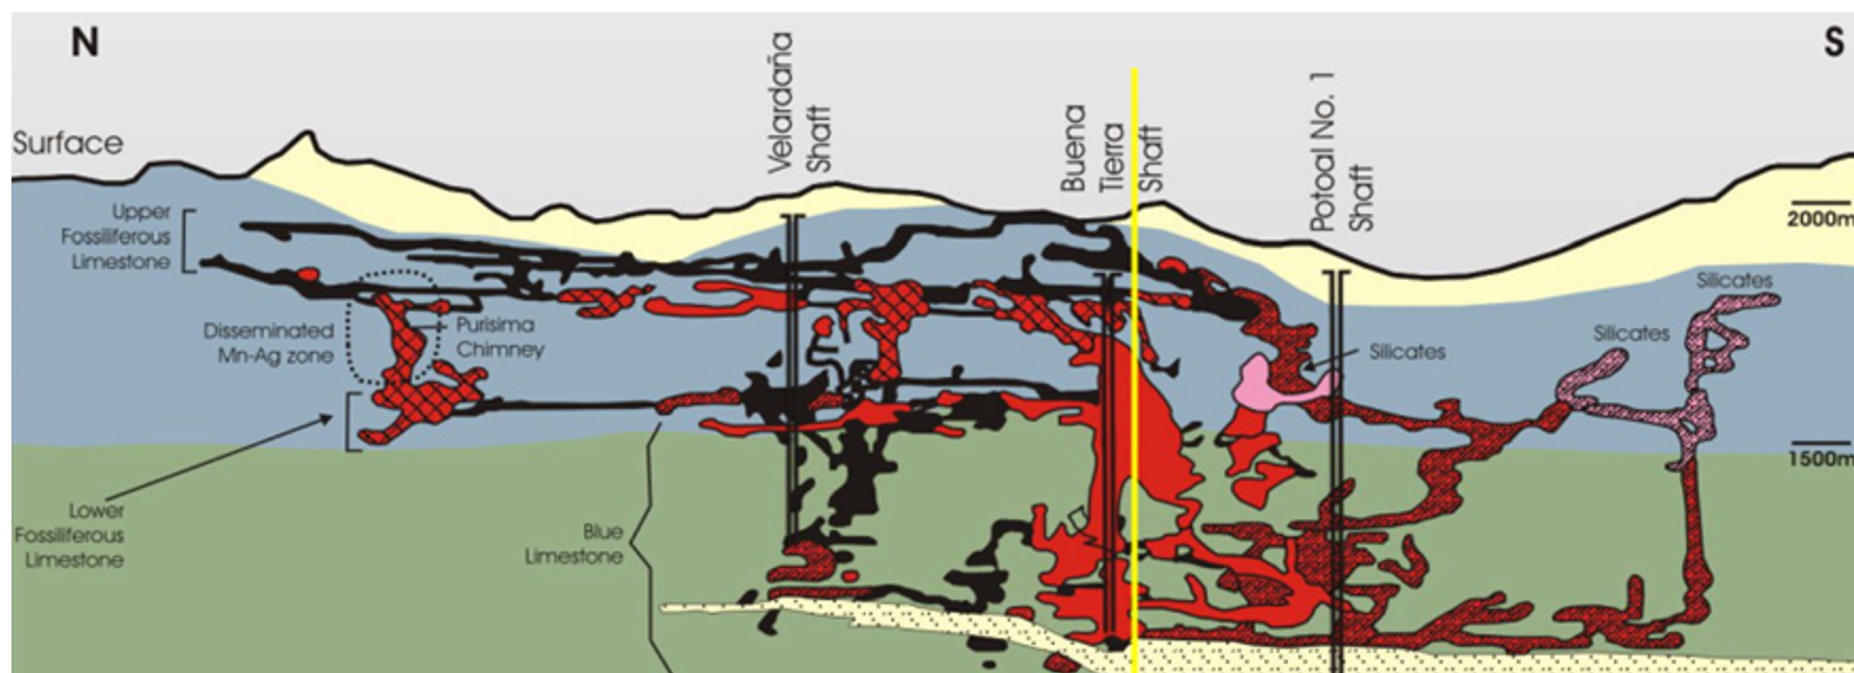 N
S
Surface
Velardaña
Shaft
Buena
Tierra
Shaft
Potoal No. 1
Shaft
2000m
Upper
Fossiliferous
Limestone
Silicates
Disseminated
Mn-Ag zone
Purisima
Chimney
Silicates
Silicates
1500m
Lower
Fossiliferous
Limestone
Blue
Limestone